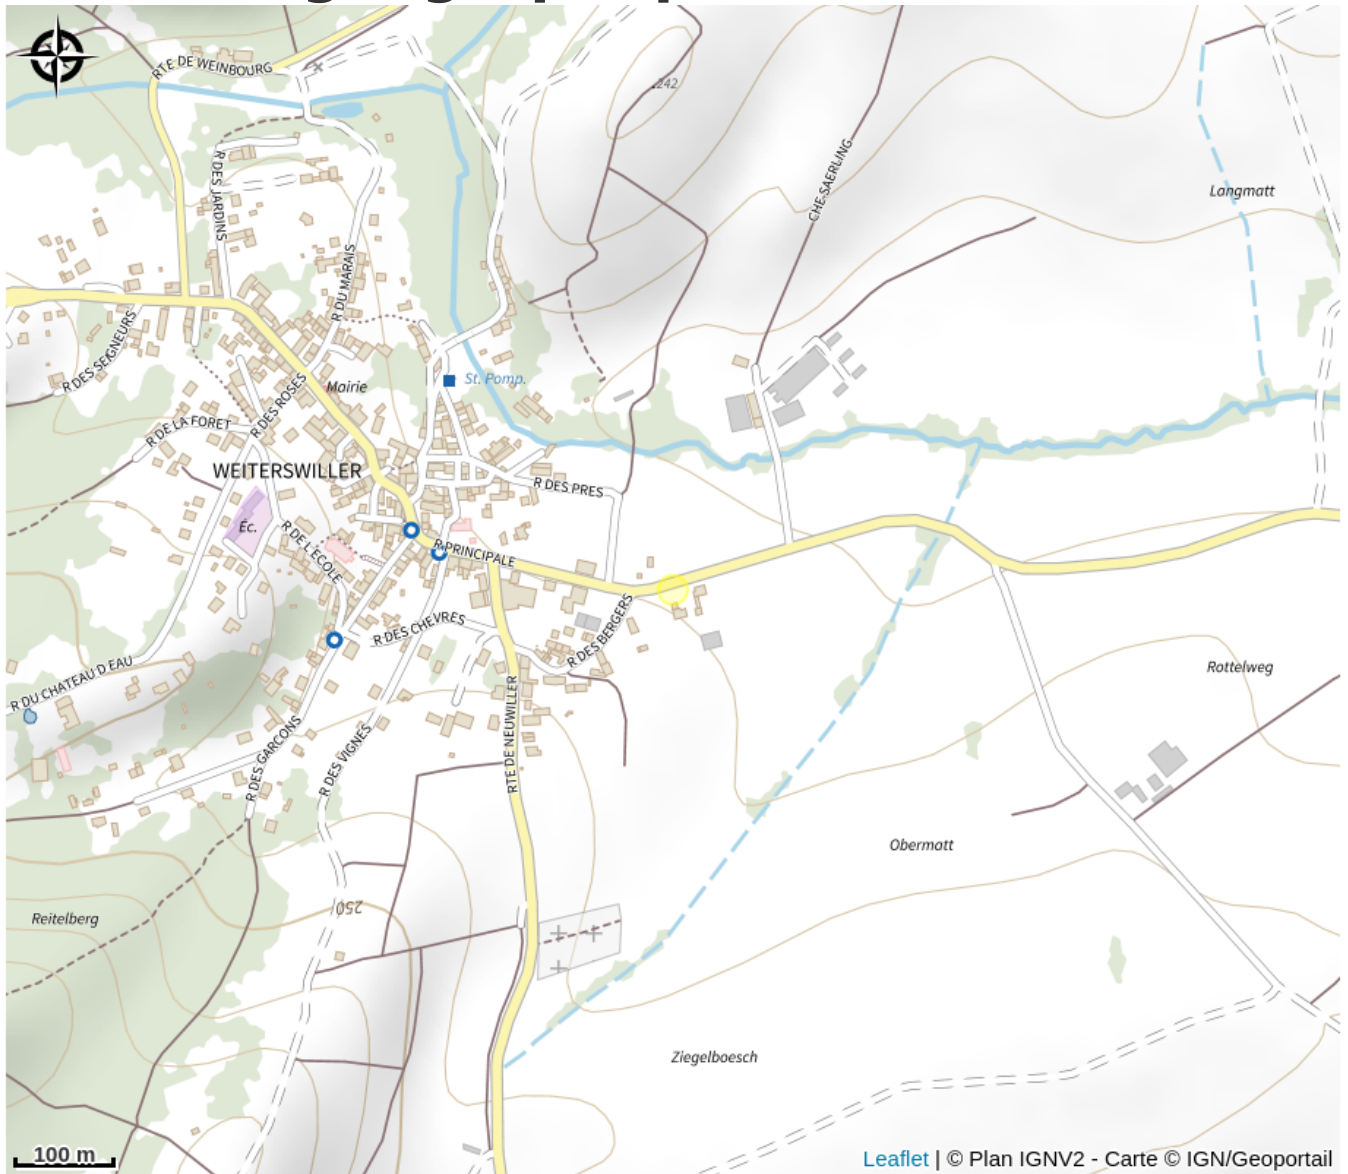 RTE DE WEINBOURG
242
R DES JARDINS
CHE SAERLING
Langmatt
R DU MARAIS
R DES SEIGNEURS
St. Pomp.
Mairie
R DES ROSES
R DE LA FORET
WEITERSWILLER
R DES PRES
Éc.
R DE L'ECOLE
R PRINCIPALE
R DES CHEVRES
R DES BERGERS
R DU CHATEAU D EAU
Rottelweg
RTE DE NEUWILLER
R DES GARCONS
R DES VIGNES
Obermatt
250
Reitelberg
Ziegelboesch
100 m
Leaflet | © Plan IGNV2 - Carte © IGN/Geoportail